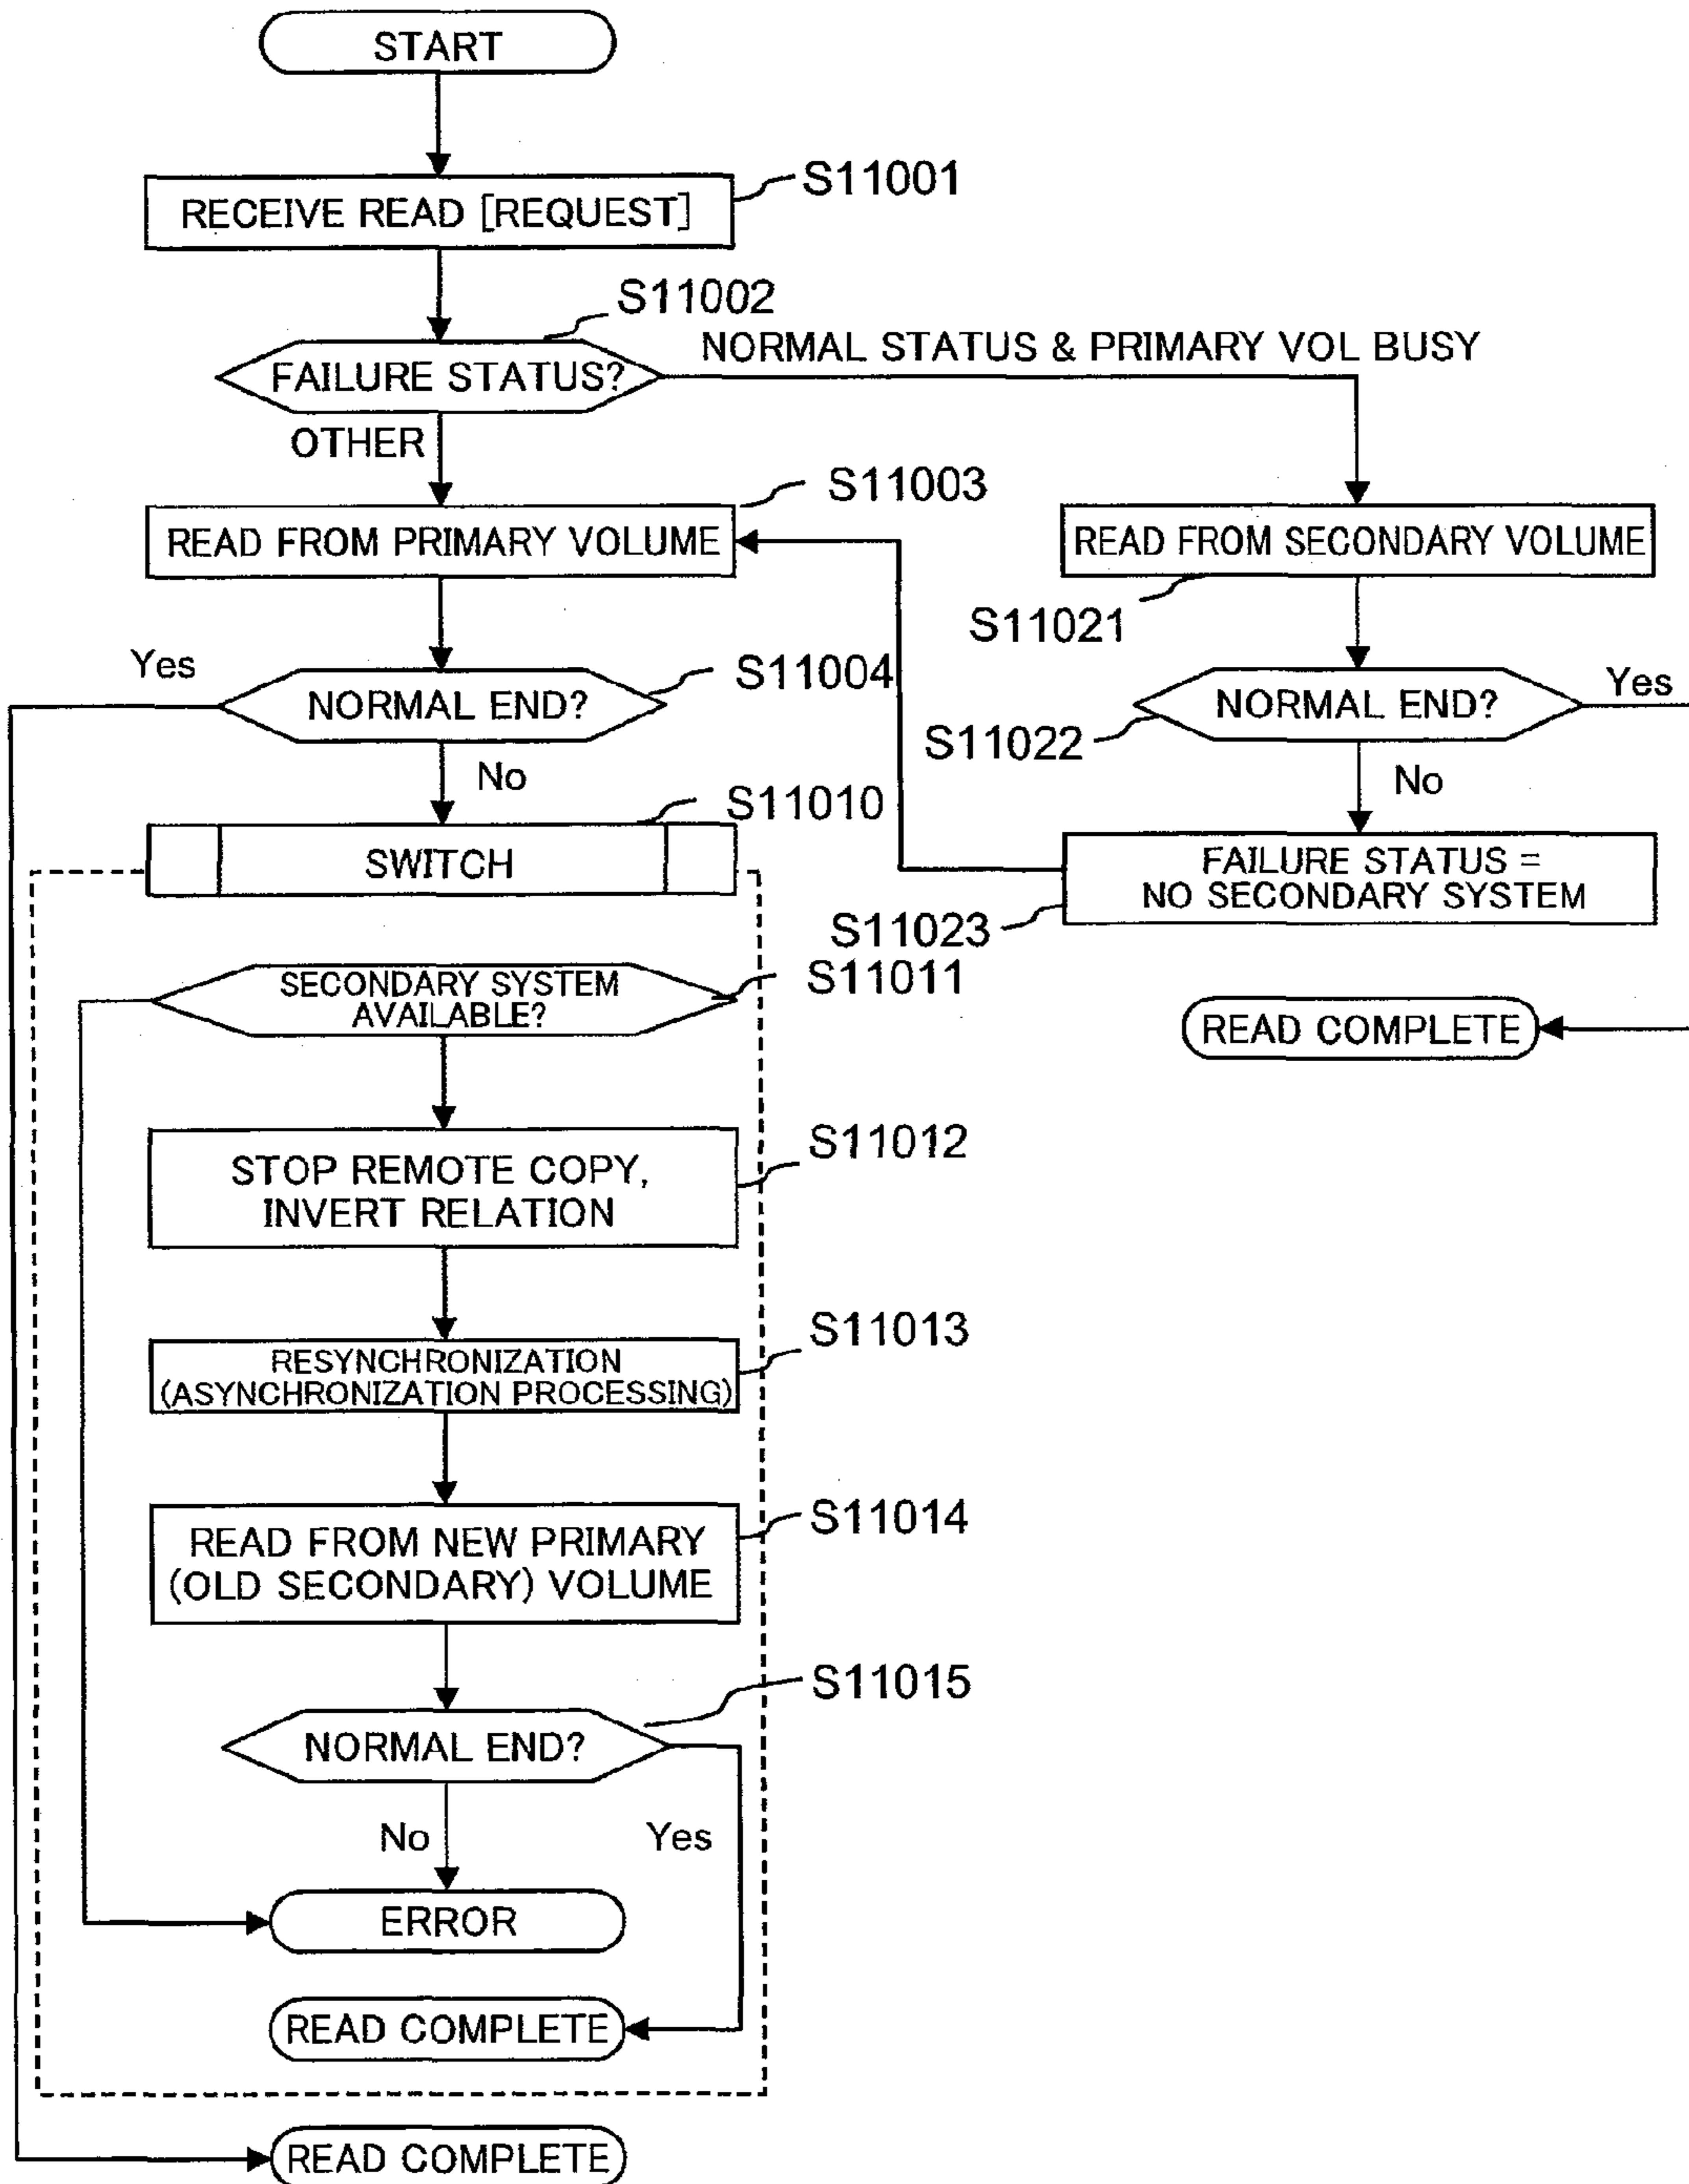 START
S11001
RECEIVE READ [REQUEST]
S11002
NORMAL STATUS & PRIMARY VOL BUSY
FAILURE STATUS?
OTHER
S11003
READ FROM PRIMARY VOLUME
READ FROM SECONDARY VOLUME
S11021
Yes
S11004
NORMAL END?
NORMAL END?
Yes
S11022
No
No
S11010
SWITCH
FAILURE STATUS =
NO SECONDARY SYSTEM
S11023
SECONDARY SYSTEM
AVAILABLE?
S11011
READ COMPLETE
S11012
STOP REMOTE COPY,
INVERT RELATION
S11013
RESYNCHRONIZATION
(ASYNCHRONIZATION PROCESSING)
S11014
READ FROM NEW PRIMARY
(OLD SECONDARY) VOLUME
S11015
NORMAL END?
No
Yes
ERROR
READ COMPLETE
READ COMPLETE